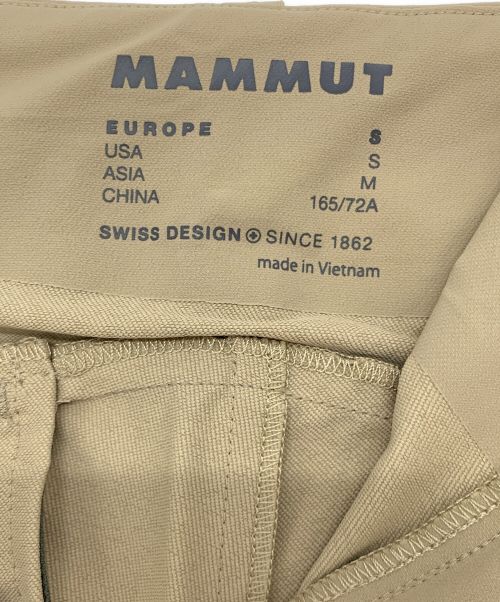 MAMMUT
EUROPE S
USA S
ASIA M
CHINA 165/72A
SWISS DESIGN SINCE 1862
made in Vietnam